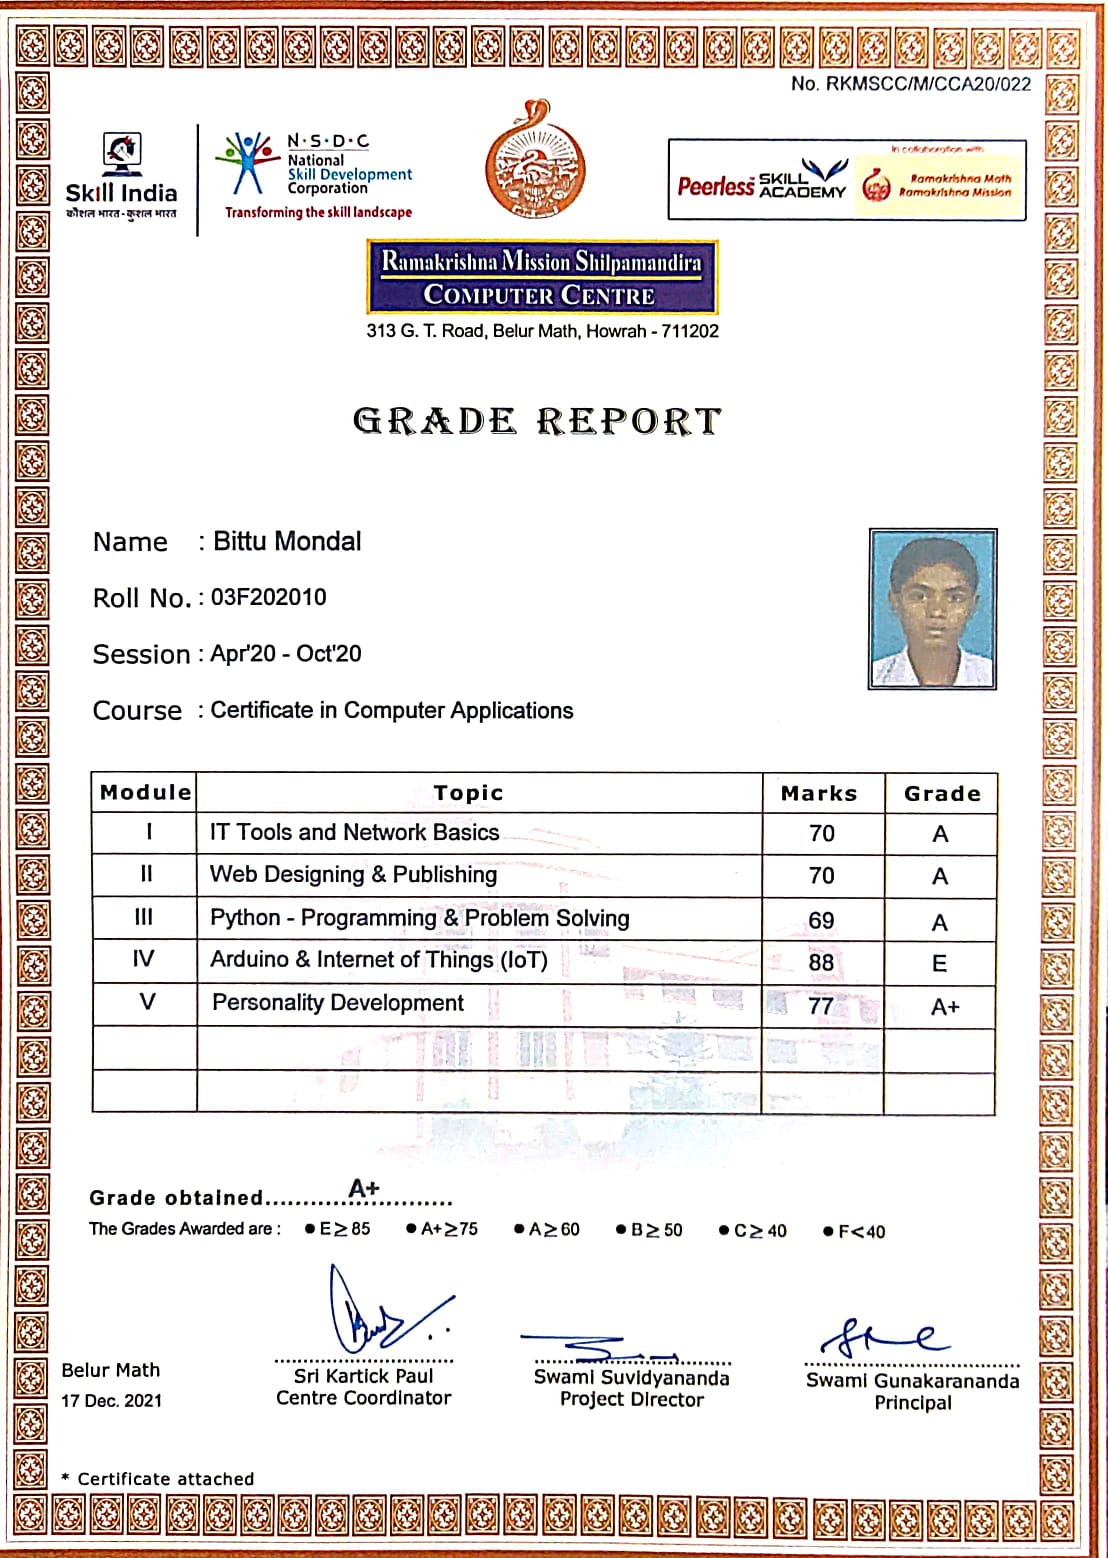 No. RKMSCC/M/CCA20/022
Skill India
कौशल भारत - कुशल भारत
N·S·D·C
National
Skill Development
Corporation
Transforming the skill landscape
In collaboration with
Peerless SKILL ACADEMY
Ramakrishna Math
Ramakrishna Mission
Ramakrishna Mission Shilpamandira
COMPUTER CENTRE
313 G. T. Road, Belur Math, Howrah - 711202
GRADE REPORT
Name : Bittu Mondal
Roll No. : 03F202010
Session : Apr'20 - Oct'20
Course : Certificate in Computer Applications
Module Topic Marks Grade
I IT Tools and Network Basics 70 A
II Web Designing & Publishing 70 A
III Python - Programming & Problem Solving 69 A
IV Arduino & Internet of Things (IoT) 88 E
V Personality Development 77 A+
Grade obtained........... A+ ...........
The Grades Awarded are : ● E≥85 ● A+≥75 ● A≥60 ● B≥50 ● C≥40 ● F<40
Belur Math
17 Dec. 2021
Sri Kartick Paul
Centre Coordinator
Swami Suvidyananda
Project Director
Swami Gunakarananda
Principal
* Certificate attached